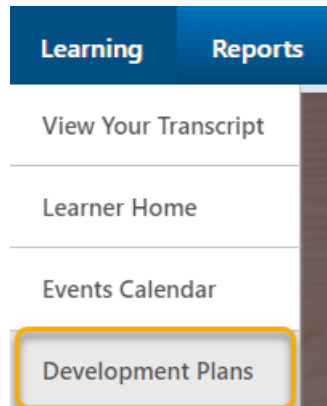 Learning Reports
View Your Transcript
Learner Home
Events Calendar
Development Plans